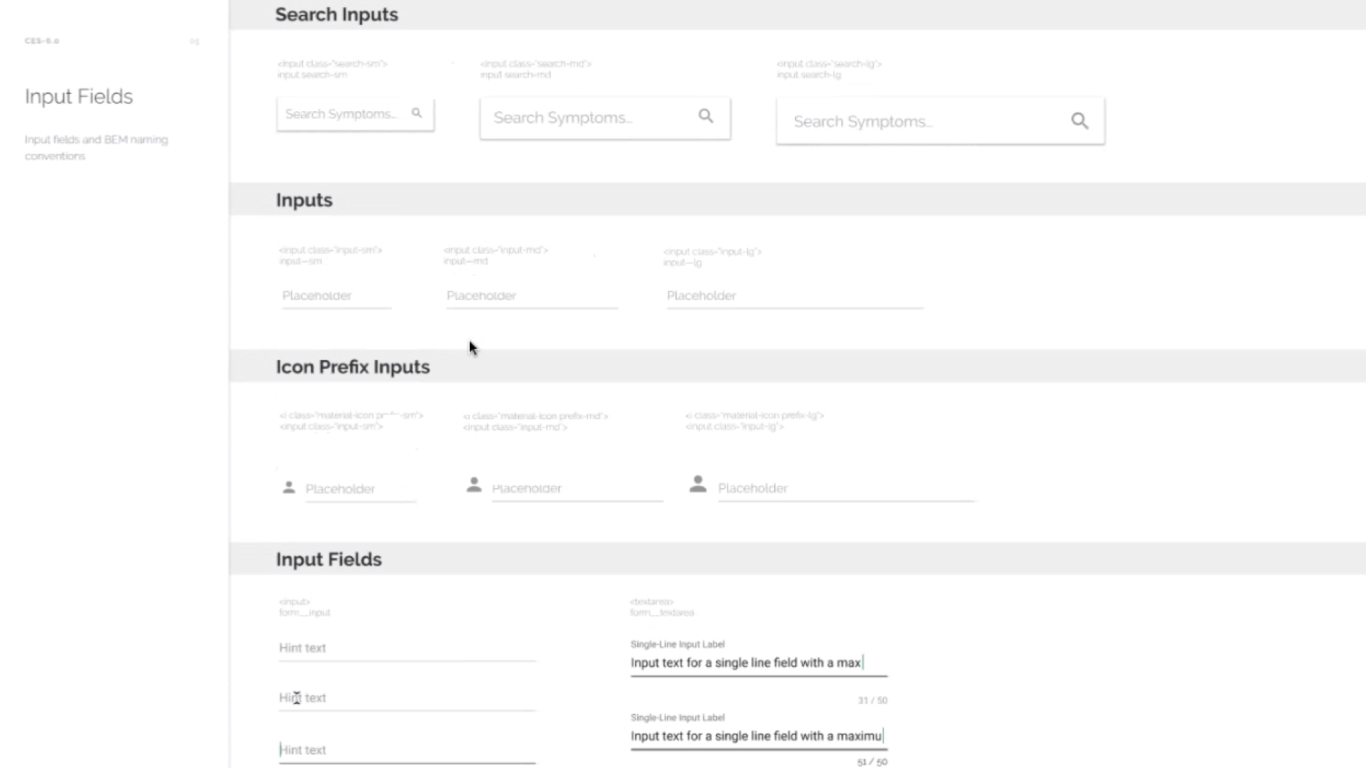 CES-6.0 05
Input Fields
Input fields and BEM naming
conventions
Search Inputs
<input class="search-sm">
input search-sm
<input class="search-md">
input search-md
<input class="search-lg">
input search-lg
Search Symptoms...
Search Symptoms...
Search Symptoms...
Inputs
<input class="input-sm">
input--sm
<input class="input-md">
input--md
<input class="input-lg">
input--lg
Placeholder
Placeholder
Placeholder
Icon Prefix Inputs
<i class="material-icon -sm">
<input class="input-sm">
<i class="material-icon prefix-md">
<input class="input-md">
<i class="material-icon prefix-lg">
<input class="input-lg">
Placeholder
Placeholder
Placeholder
Input Fields
<input>
form__input
Hint text
Hint text
Hint text
<textarea>
form__textarea
Single-Line Input Label
Input text for a single line field with a max
31 / 50
Single-Line Input Label
Input text for a single line field with a maximu
51 / 50